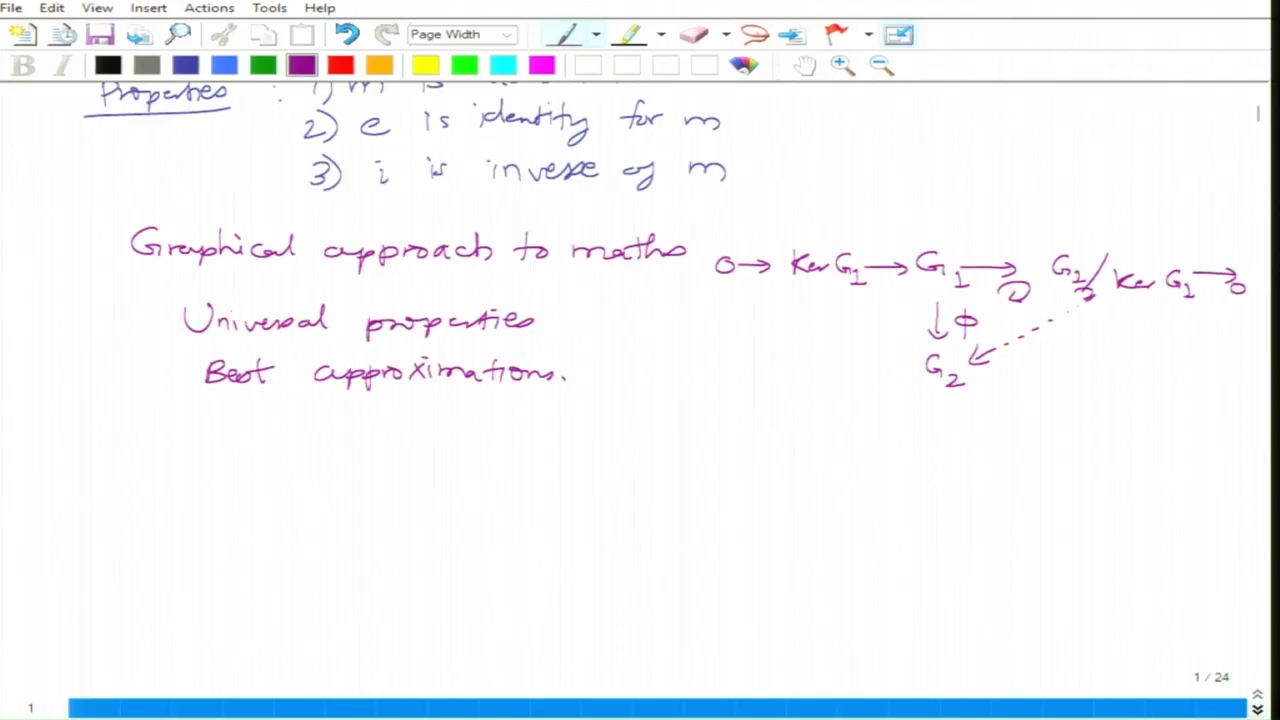 File Edit View Insert Actions Tools Help
Page Width
B I
Properties : 1) m is
2) e is identity for m
3) i is inverse of m
Graphical approach to maths
0 → Ker G1 → G1 → G1/Ker G1 → 0
↓ φ
G2
Universal properties
Best approximations.
1 / 24
1